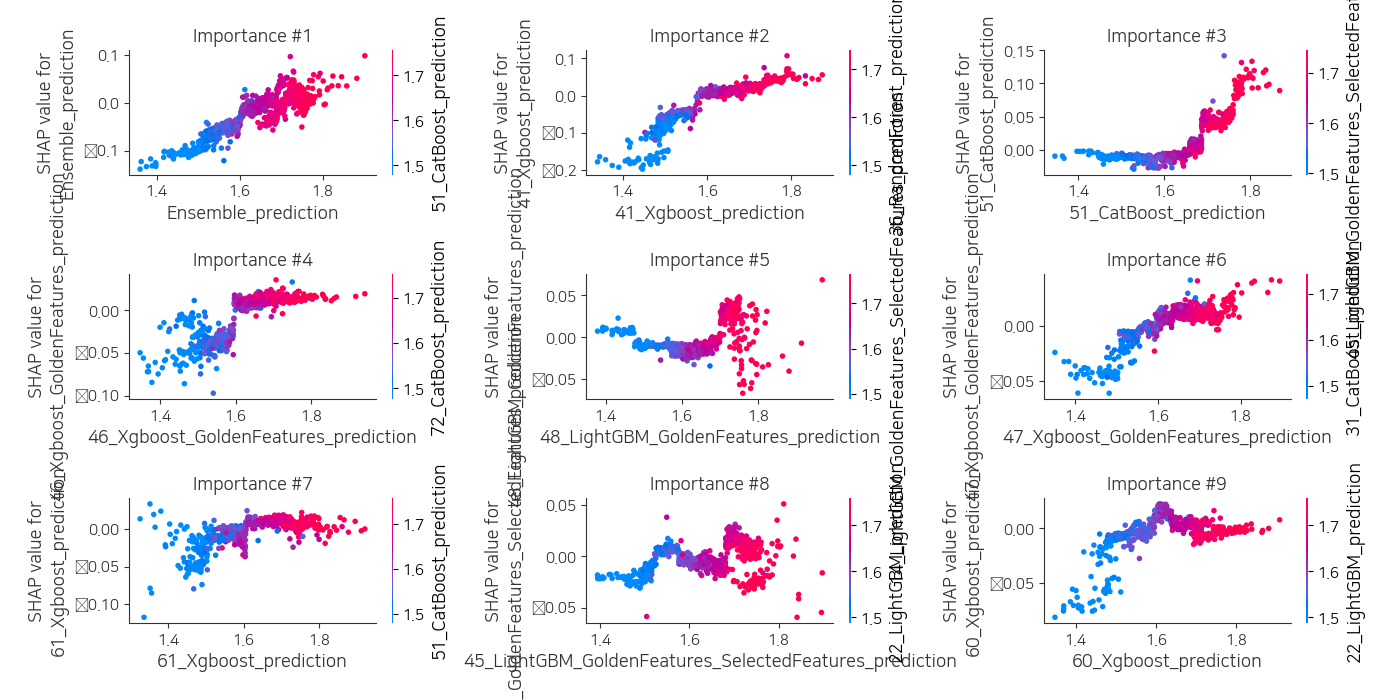 Importance #1
SHAP value for
Ensemble_prediction
0.1
0.0
0.1
1.4
1.6
1.8
Ensemble_prediction
1.7
1.6
1.5
51_CatBoost_prediction
Importance #2
SHAP value for
41_Xgboost_prediction
0.1
0.0
0.1
0.2
1.4
1.6
1.8
41_Xgboost_prediction
1.7
1.6
1.5
Importance #3
SHAP value for
51_CatBoost_prediction
0.15
0.10
0.05
0.00
1.4
1.6
1.8
51_CatBoost_prediction
1.7
1.6
1.5
Importance #4
SHAP value for
46_Xgboost_GoldenFeatures_prediction
0.00
0.05
0.10
1.4
1.6
1.8
46_Xgboost_GoldenFeatures_prediction
1.7
1.6
1.5
72_CatBoost_prediction
Importance #5
SHAP value for
48_LightGBM_GoldenFeatures_prediction
0.05
0.00
0.05
1.4
1.6
1.8
48_LightGBM_GoldenFeatures_prediction
1.7
1.6
1.5
Importance #6
SHAP value for
47_Xgboost_GoldenFeatures_prediction
0.00
0.05
1.4
1.6
1.8
47_Xgboost_GoldenFeatures_prediction
1.7
1.6
1.5
Importance #7
SHAP value for
61_Xgboost_prediction
0.00
0.05
0.10
1.4
1.6
1.8
61_Xgboost_prediction
1.7
1.6
1.5
51_CatBoost_prediction
Importance #8
SHAP value for
0.05
0.00
0.05
1.4
1.6
1.8
45_LightGBM_GoldenFeatures_SelectedFeatures_prediction
1.7
1.6
1.5
22_LightGBM_prediction
Importance #9
SHAP value for
60_Xgboost_prediction
0.00
0.05
1.4
1.6
1.8
60_Xgboost_prediction
1.7
1.6
1.5
22_LightGBM_prediction